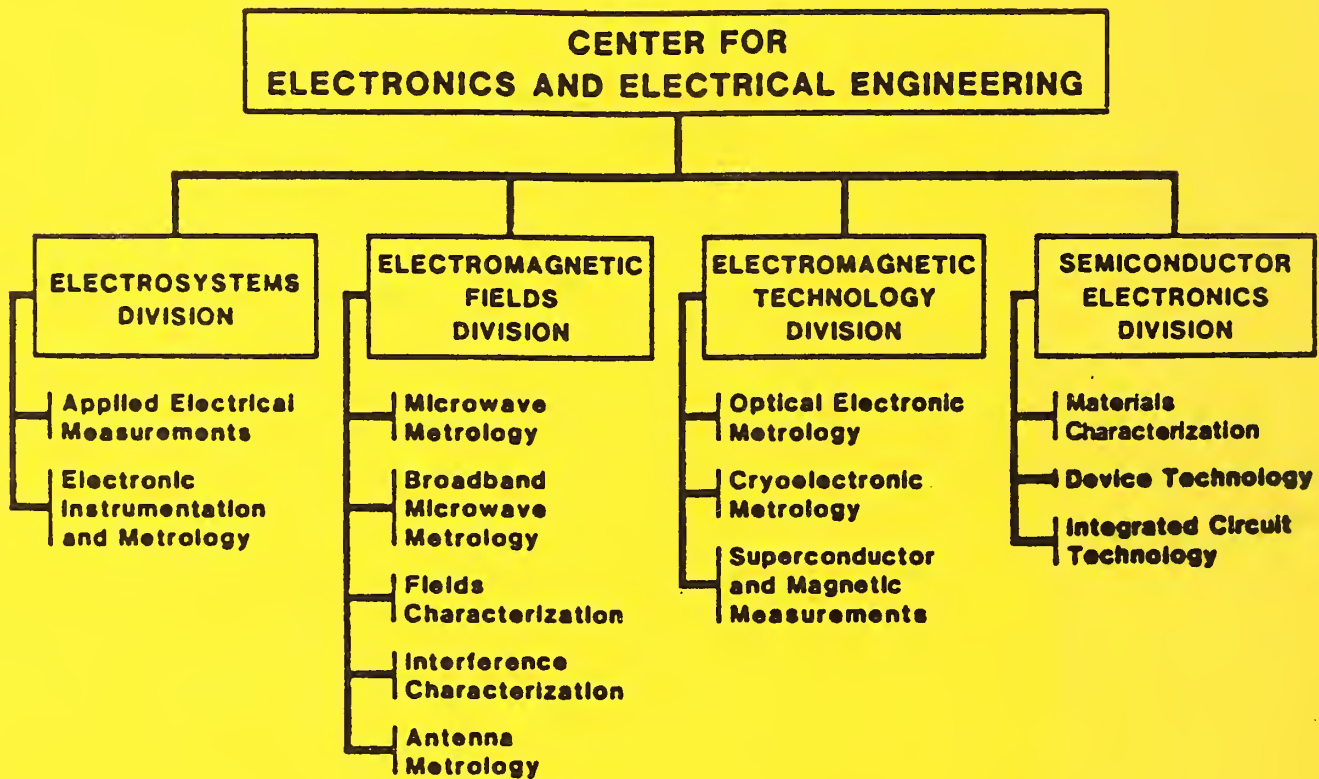 CENTER FOR
ELECTRONICS AND ELECTRICAL ENGINEERING
ELECTROSYSTEMS
DIVISION
Applied Electrical
Measurements
Electronic
Instrumentation
and Metrology
ELECTROMAGNETIC
FIELDS
DIVISION
Microwave
Metrology
Broadband
Microwave
Metrology
Fields
Characterization
Interference
Characterization
Antenna
Metrology
ELECTROMAGNETIC
TECHNOLOGY
DIVISION
Optical Electronic
Metrology
Cryoelectronic
Metrology
Superconductor
and Magnetic
Measurements
SEMICONDUCTOR
ELECTRONICS
DIVISION
Materials
Characterization
Device Technology
Integrated Circuit
Technology